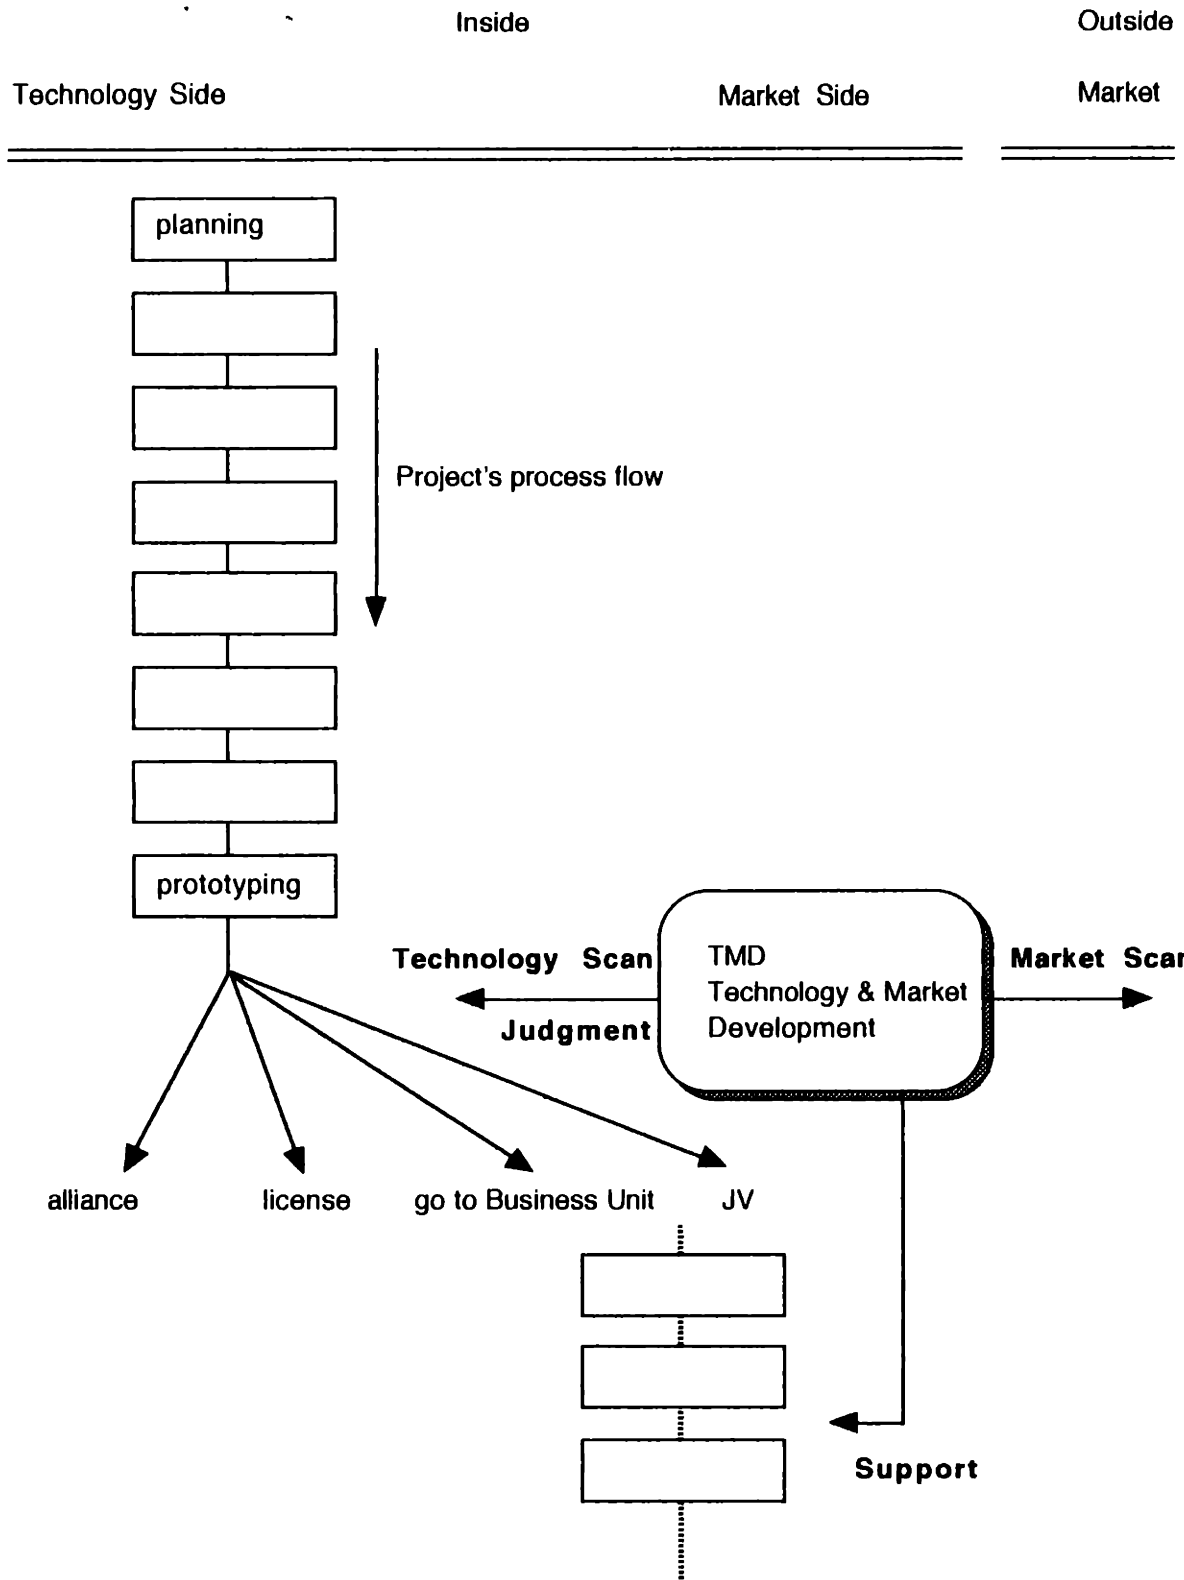 Inside
Outside
Technology Side
Market Side
Market
planning
Project's process flow
prototyping
Technology Scan
Judgment
TMD
Technology & Market
Development
Market Scan
alliance
license
go to Business Unit
JV
Support